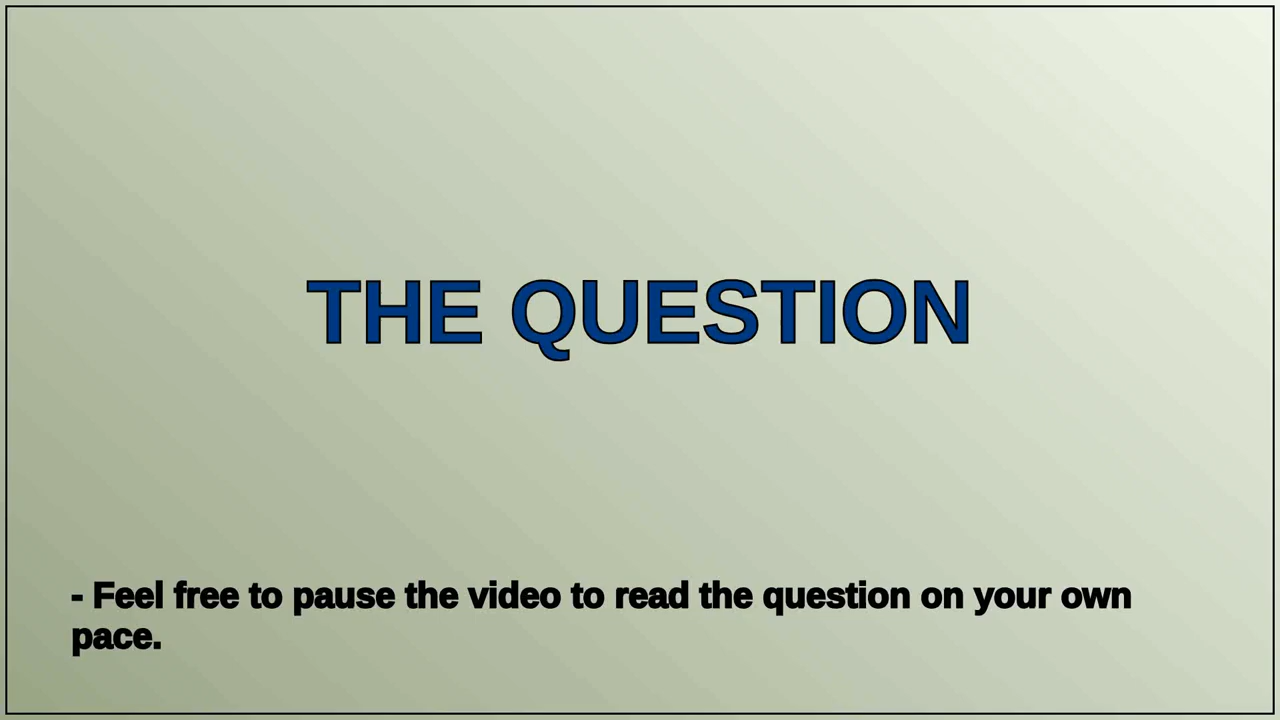 THE QUESTION
- Feel free to pause the video to read the question on your own
pace.